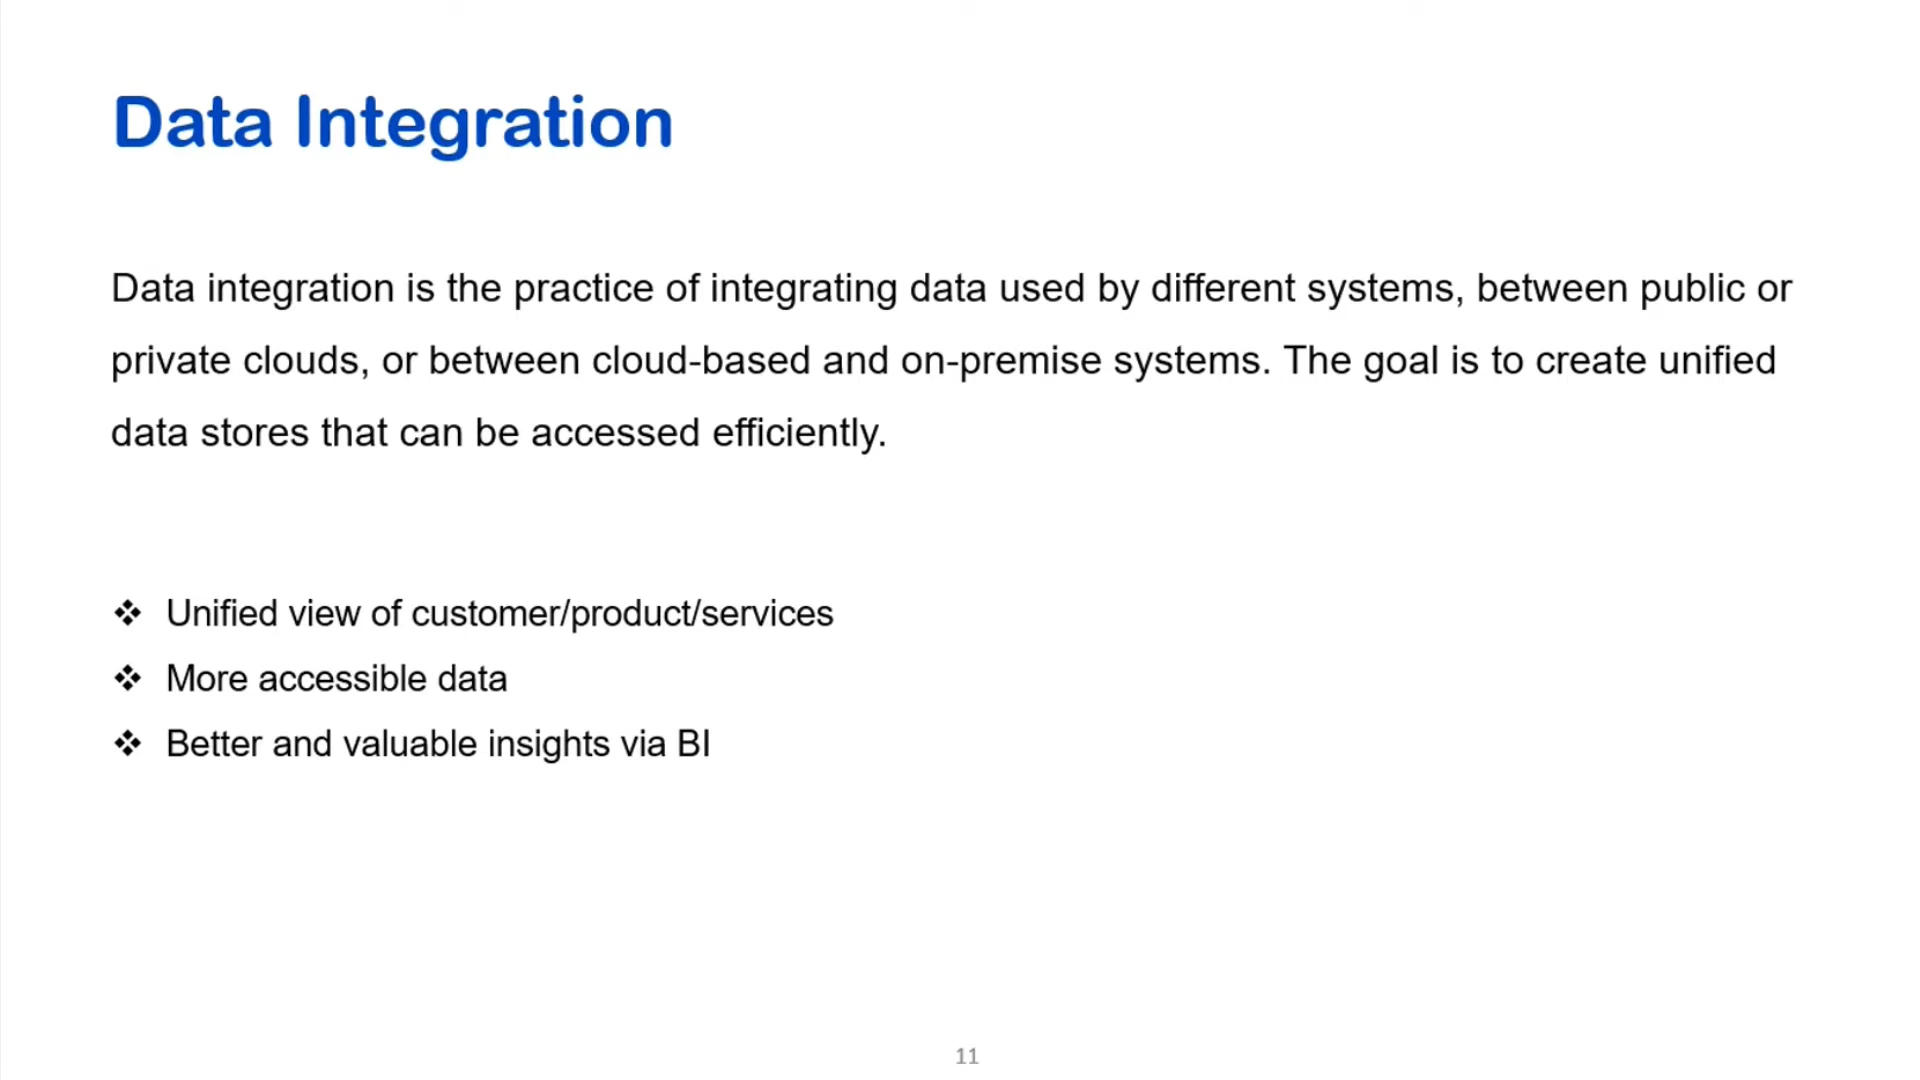 Data Integration
Data integration is the practice of integrating data used by different systems, between public or
private clouds, or between cloud-based and on-premise systems. The goal is to create unified
data stores that can be accessed efficiently.
❖ Unified view of customer/product/services
❖ More accessible data
❖ Better and valuable insights via BI
11